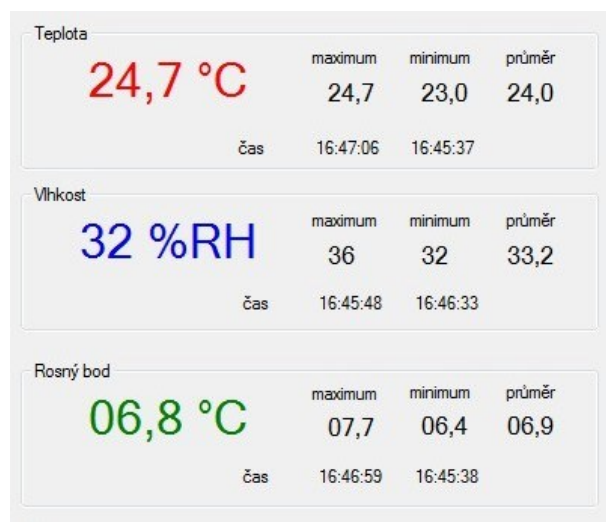 Teplota
maximum minimum průměr
24,7 °C 24,7 23,0 24,0
čas 16:47:06 16:45:37
Vlhkost
maximum minimum průměr
32 %RH 36 32 33,2
čas 16:45:48 16:46:33
Rosný bod
maximum minimum průměr
06,8 °C 07,7 06,4 06,9
čas 16:46:59 16:45:38